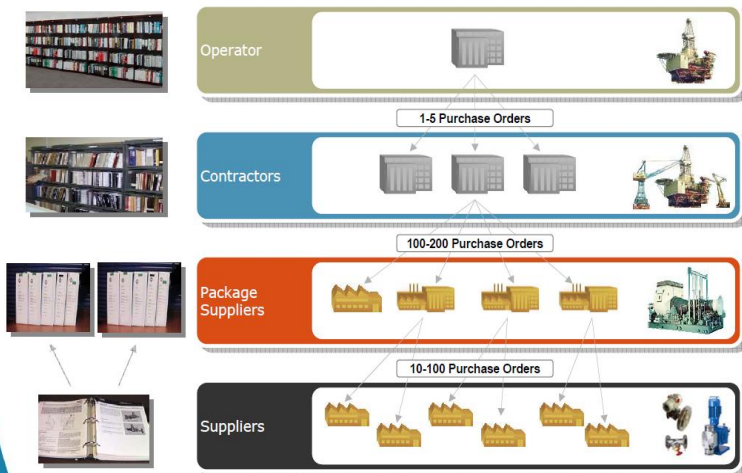 Operator
1-5 Purchase Orders
Contractors
100-200 Purchase Orders
Package
Suppliers
10-100 Purchase Orders
Suppliers